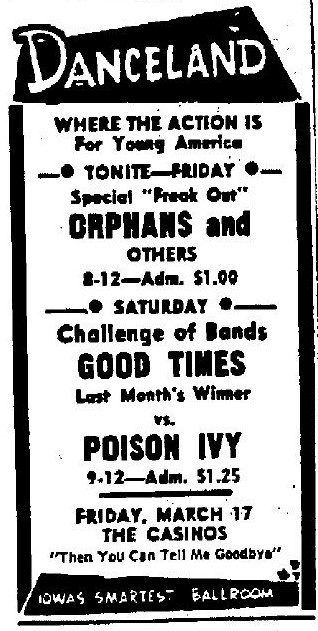 DANCELAND
WHERE THE ACTION IS
For Young America
TONITE—FRIDAY
Special "Freak Out"
ORPHANS and
OTHERS
8-12—Adm. $1.00
SATURDAY
Challenge of Bands
GOOD TIMES
Last Month's Winner
vs.
POISON IVY
9-12—Adm. $1.25
FRIDAY, MARCH 17
THE CASINOS
"Then You Can Tell Me Goodbye"
IOWAS SMARTEST BALLROOM